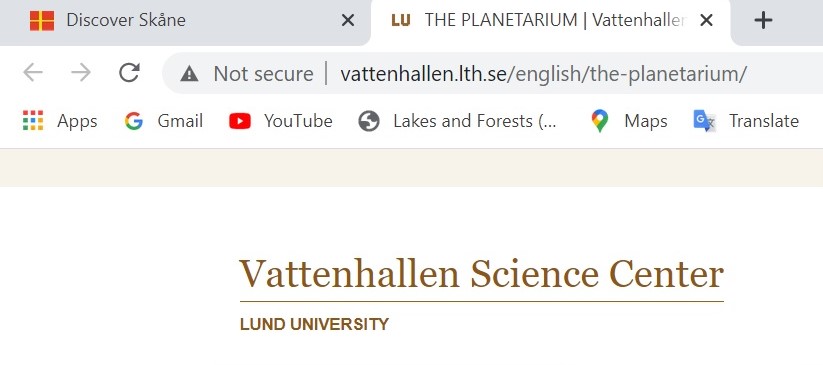 Discover Skåne
LU THE PLANETARIUM | Vattenhaller
Not secure | vattenhallen.lth.se/english/the-planetarium/
Apps Gmail YouTube Lakes and Forests (... Maps Translate
Vattenhallen Science Center
LUND UNIVERSITY